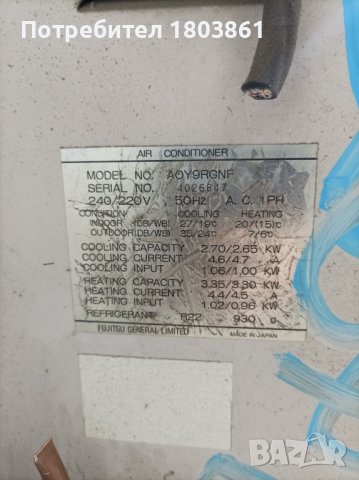 Потребител 1803861
AIR CONDITIONER
MODEL NO. AOY9RGNF
SERIAL NO. 4026847
240/220V 50Hz A.C. 1PH
CONDITION COOLING HEATING
INDOOR (DB/WB) 27/19°C 20/(15)°C
OUTDOOR(DB/WB) 35/24°C 7/6°C
COOLING CAPACITY 2.70/2.65 KW
COOLING CURRENT 4.6/4.7 A
COOLING INPUT 1.06/1.00 KW
HEATING CAPACITY 3.35/3.30 KW
HEATING CURRENT 4.4/4.5 A
HEATING INPUT 1.02/0.96 KW
REFRIGERANT R22 930 g
FUJITSU GENERAL LIMITED MADE IN JAPAN
bazar